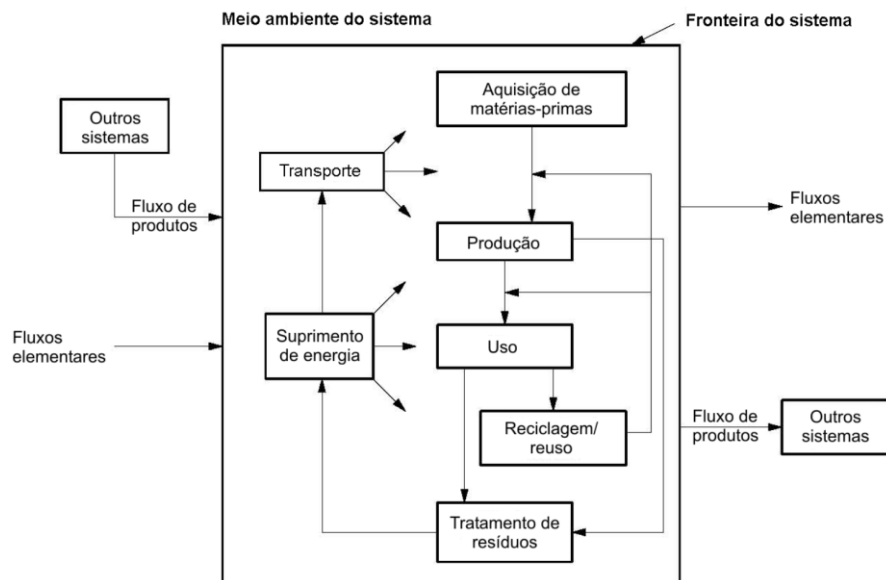 Meio ambiente do sistema
Fronteira do sistema
Outros
sistemas
Fluxo de
produtos
Fluxos
elementares
Aquisição de
matérias-primas
Transporte
Produção
Suprimento
de energia
Uso
Reciclagem/
reuso
Tratamento de
resíduos
Fluxos
elementares
Fluxo de
produtos
Outros
sistemas